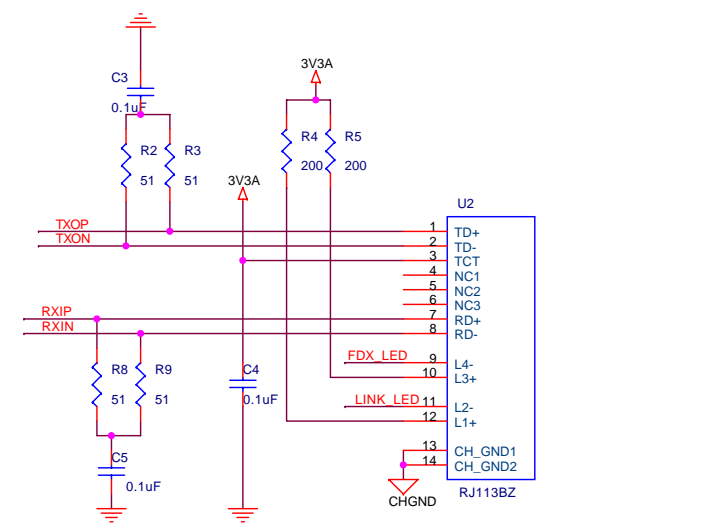 C3
0.1uF
3V3A
R2
R3
51
51
R4
R5
200
200
3V3A
U2
TXOP
TXON
1 TD+
2 TD-
3 TCT
4 NC1
5 NC2
6 NC3
RXIP
RXIN
7 RD+
8 RD-
FDX_LED
9 L4-
10 L3+
LINK_LED
11 L2-
12 L1+
R8
R9
51
51
C4
0.1uF
13 CH_GND1
14 CH_GND2
C5
0.1uF
CHGND
RJ113BZ